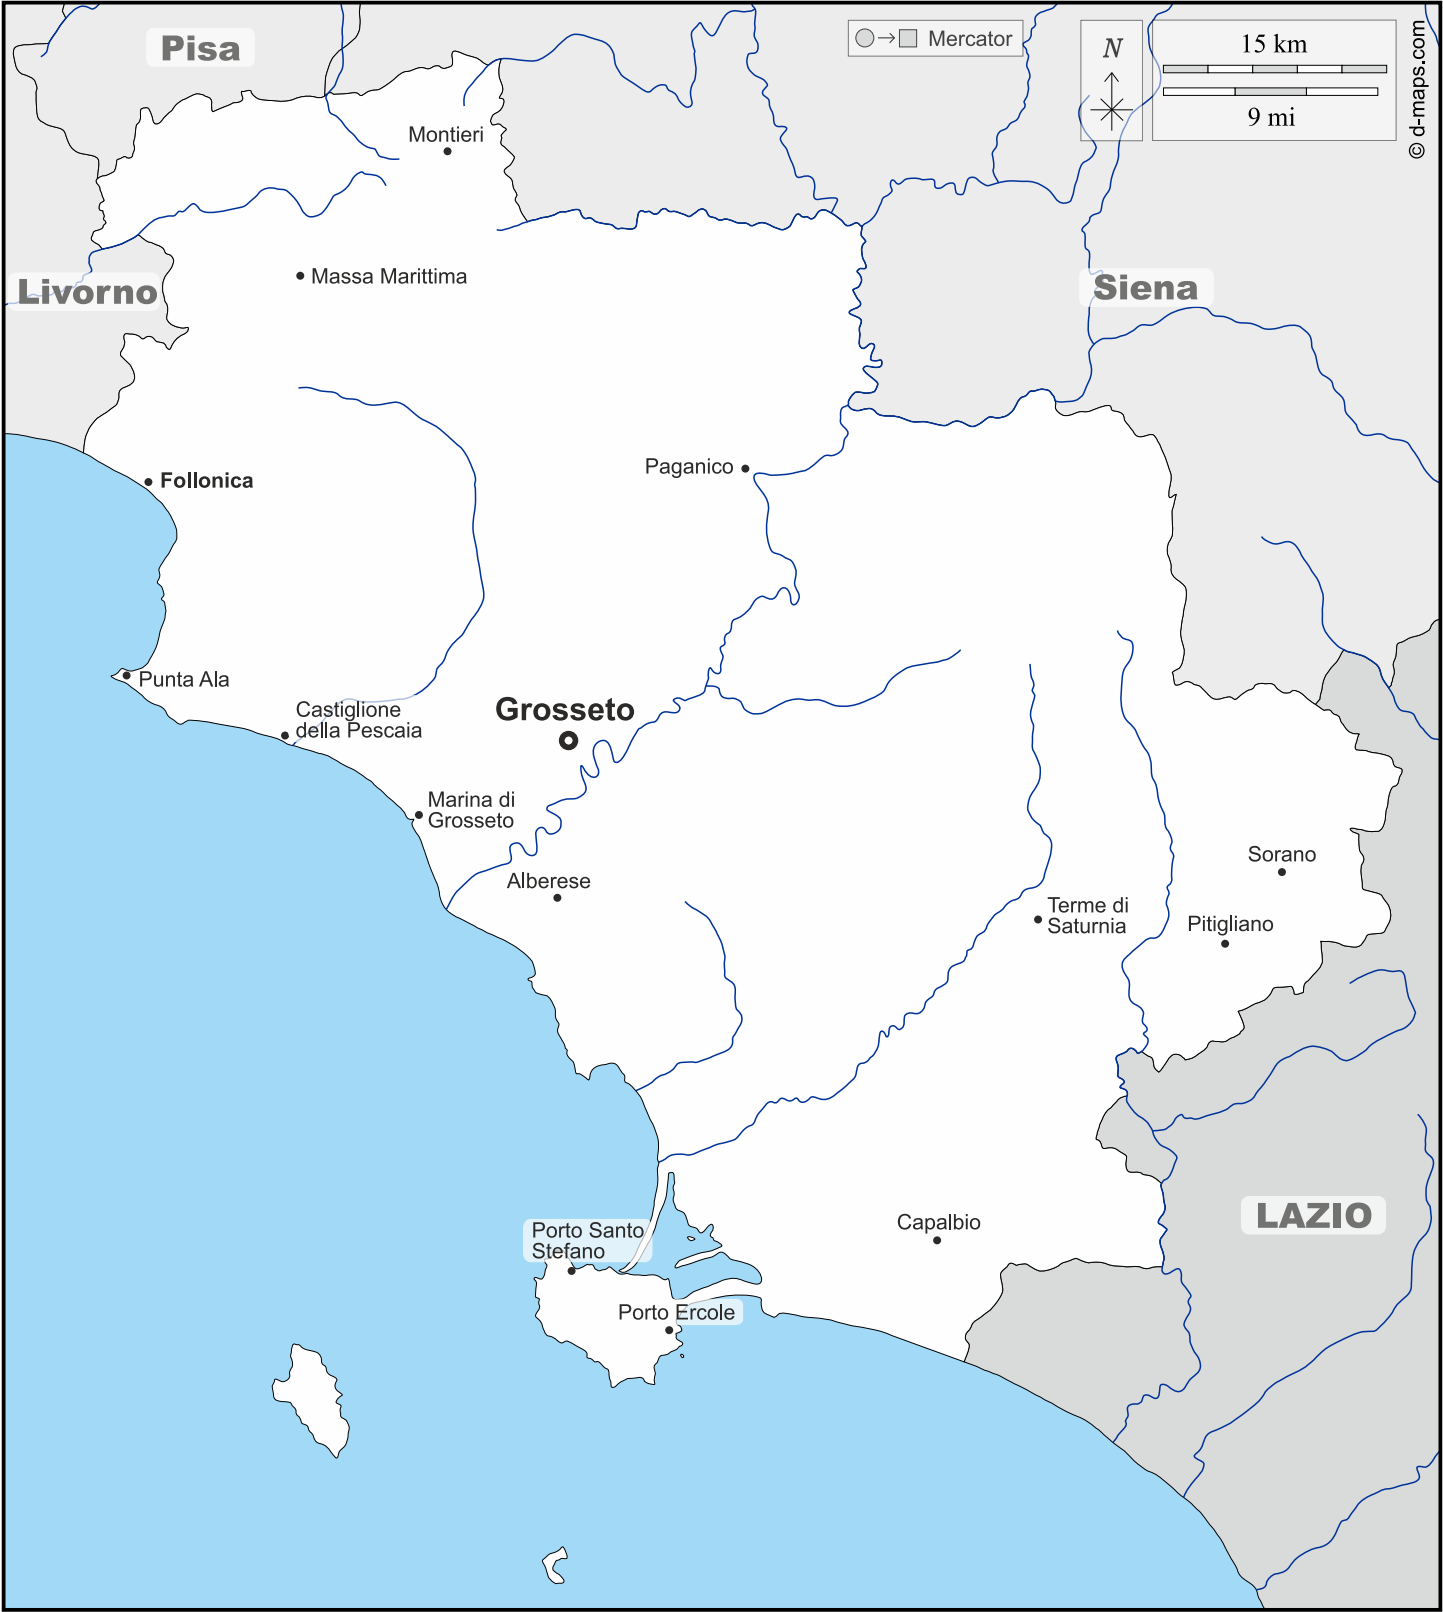 Pisa
Mercator
N
15 km
9 mi
© d-maps.com
Montieri
Massa Marittima
Livorno
Siena
Paganico
Follonica
Punta Ala
Castiglione
della Pescaia
Grosseto
Marina di
Grosseto
Alberese
Sorano
Terme di
Saturnia
Pitigliano
Capalbio
LAZIO
Porto Santo
Stefano
Porto Ercole